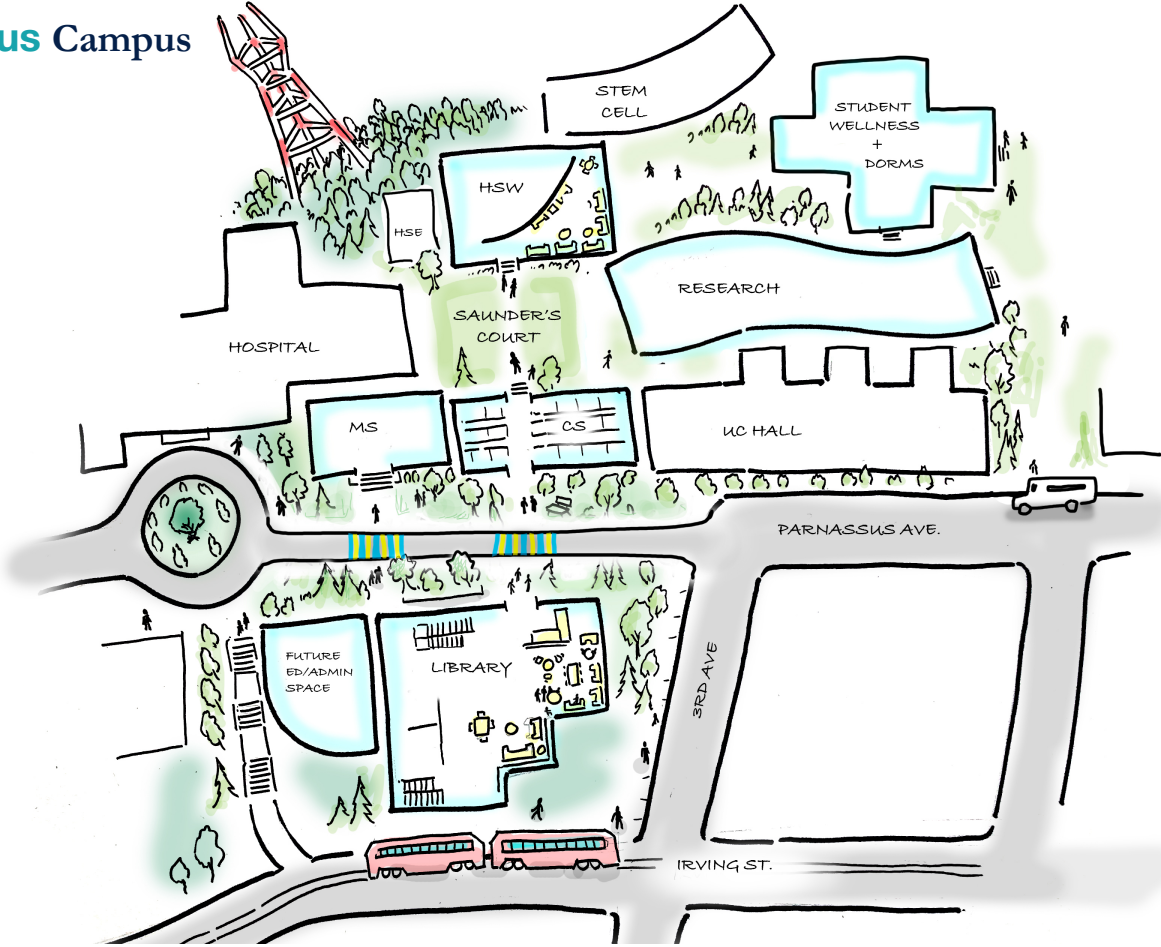 us Campus
STEM
CELL
STUDENT
WELLNESS
+
DORMS
HSW
HSE
RESEARCH
SAUNDER'S
COURT
HOSPITAL
MS
CS
UC HALL
PARNASSUS AVE.
FUTURE
ED/ADMIN
SPACE
LIBRARY
3RD AVE
IRVING ST.